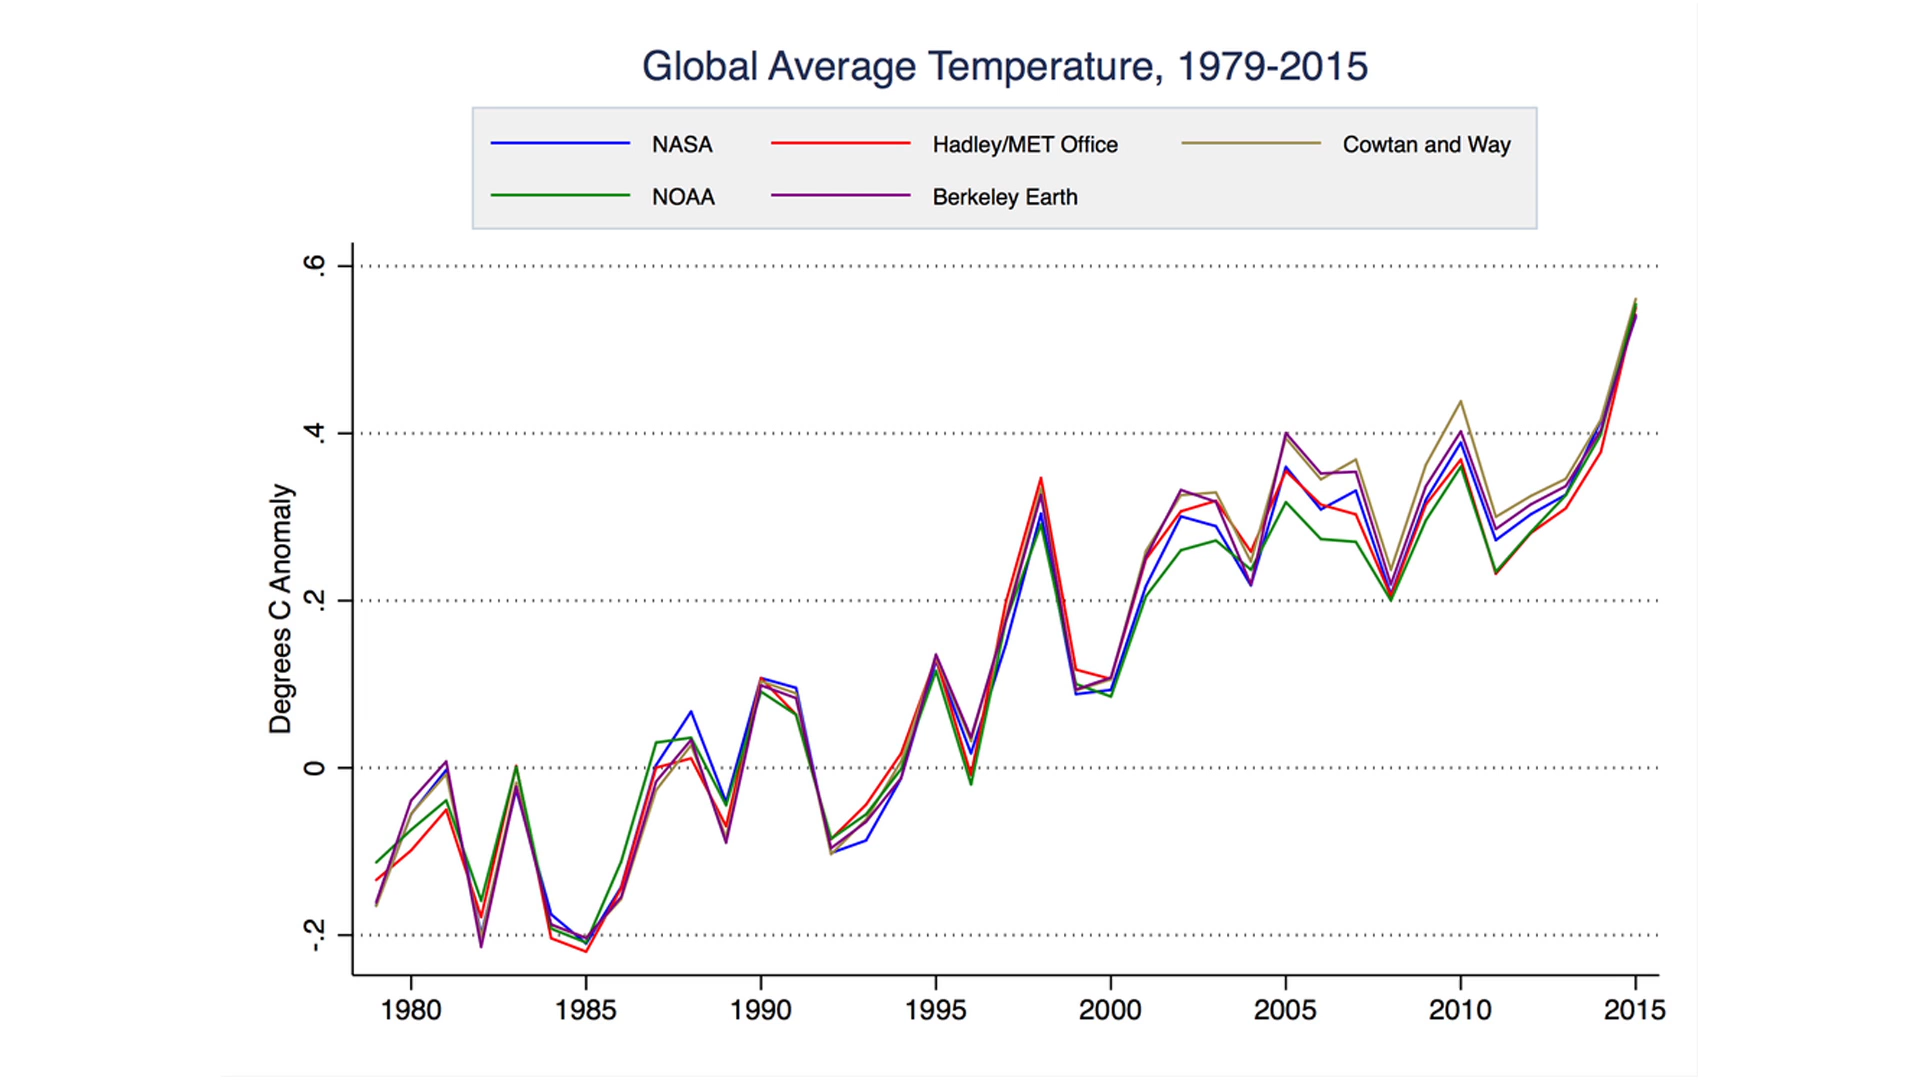 Global Average Temperature, 1979-2015
NASA Hadley/MET Office Cowtan and Way
NOAA Berkeley Earth
.6
.4
.2
0
-.2
Degrees C Anomaly
1980 1985 1990 1995 2000 2005 2010 2015